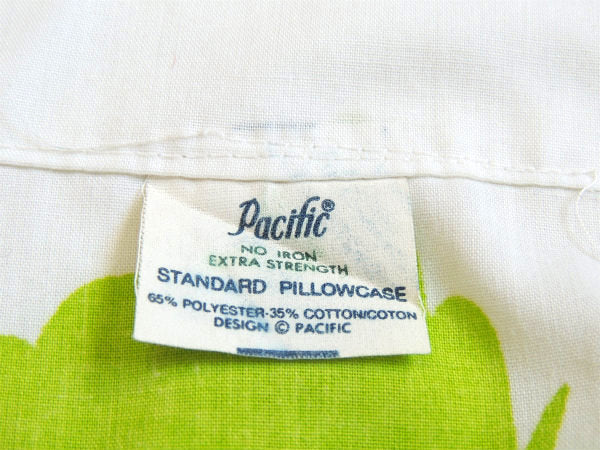 Pacific®
NO IRON
EXTRA STRENGTH
STANDARD PILLOWCASE
65% POLYESTER-35% COTTON/COTON
DESIGN © PACIFIC